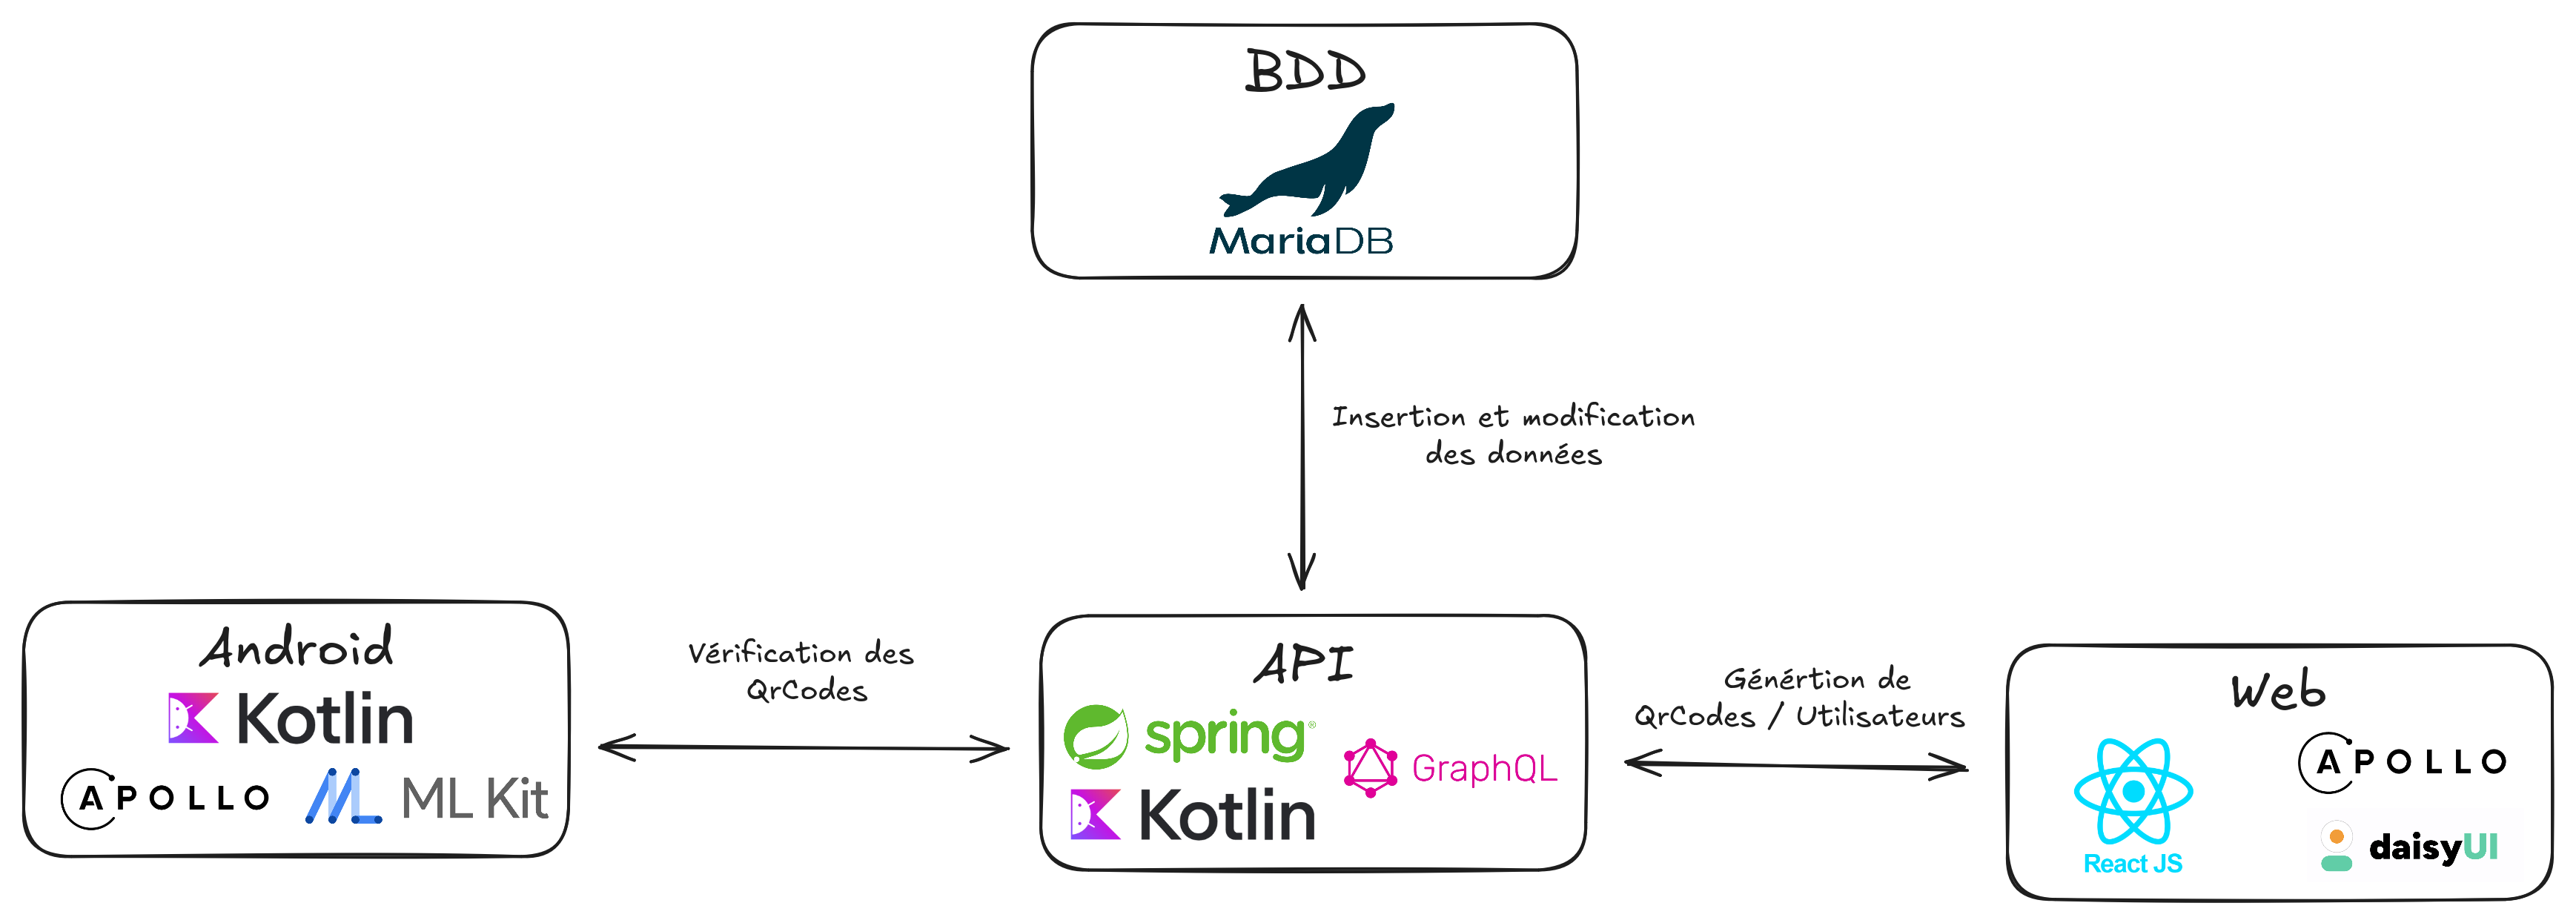 BDD
MariaDB
Insertion et modification
des données
Android
Kotlin
APOLLO
ML Kit
Vérification des
QrCodes
API
spring®
GraphQL
Kotlin
Génértion de
QrCodes / Utilisateurs
Web
APOLLO
React JS
daisyUI